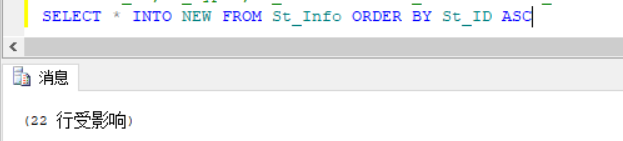 SELECT * INTO NEW FROM St_Info ORDER BY St_ID ASC
消息
(22 行受影响)